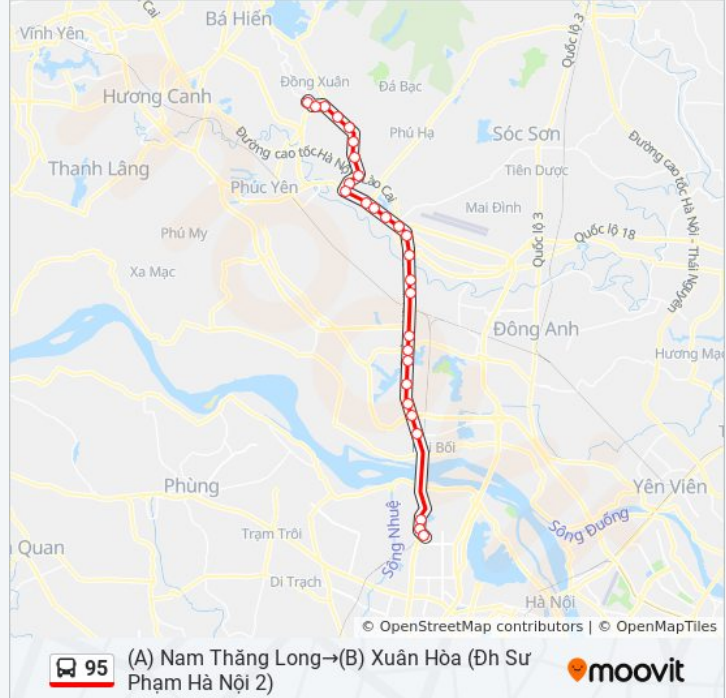 Bá Hiến
Vĩnh Yên
Quốc lộ 3
Đồng Xuân
Đá Bạc
Hương Canh
Phú Hạ
Sóc Sơn
Đường cao tốc Hà Nội - Thái Nguyên
Đường cao tốc Hà Nội Lào Cai
Thanh Lâng
Tiên Dược
Phúc Yên
Mai Đình
Phú My
Quốc lộ 18
Quốc lộ 3
Xa Mạc
Đông Anh
Hương Mạc
Bối
Phùng
Yên Viên
Sông Đuống
Sông Nhuệ
Trạm Trôi
Quan
Di Trạch
Hà Nội
© OpenStreetMap contributors | © OpenMapTiles
95
(A) Nam Thăng Long→(B) Xuân Hòa (Đh Sư
Phạm Hà Nội 2)
moovit